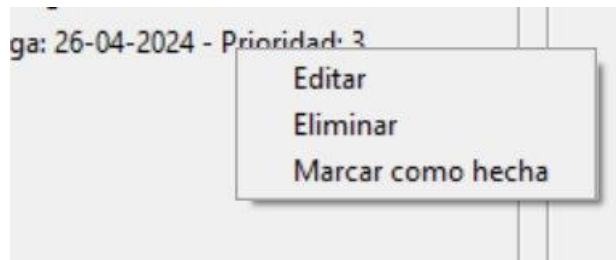 ga: 26-04-2024 - Prioridad: 3
Editar
Eliminar
Marcar como hecha